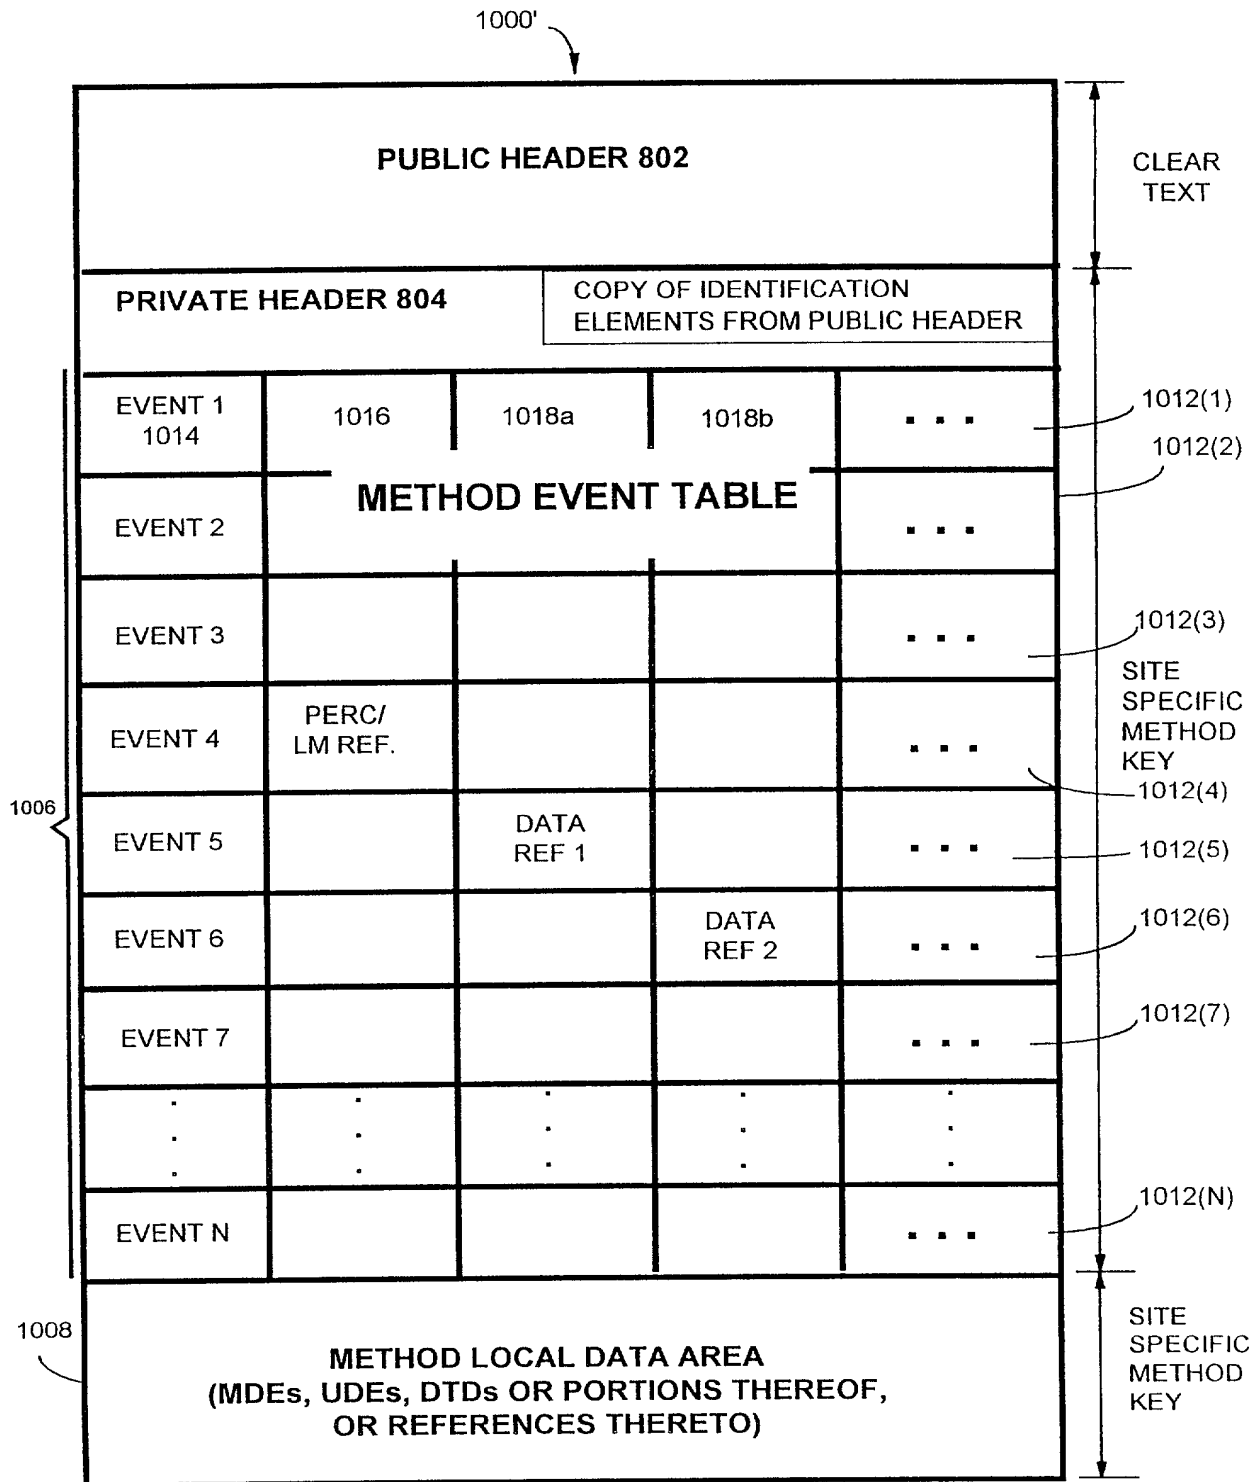 1000'
PUBLIC HEADER 802
CLEAR
TEXT
PRIVATE HEADER 804
COPY OF IDENTIFICATION
ELEMENTS FROM PUBLIC HEADER
EVENT 1
1014
1016
1018a
1018b
. . .
1012(1)
1012(2)
METHOD EVENT TABLE
EVENT 2
. . .
EVENT 3
. . .
1012(3)
SITE
SPECIFIC
METHOD
KEY
EVENT 4
PERC/
LM REF.
. . .
1012(4)
1006
EVENT 5
DATA
REF 1
. . .
1012(5)
EVENT 6
DATA
REF 2
. . .
1012(6)
EVENT 7
. . .
1012(7)
EVENT N
. . .
1012(N)
1008
METHOD LOCAL DATA AREA
(MDEs, UDEs, DTDs OR PORTIONS THEREOF,
OR REFERENCES THERETO)
SITE
SPECIFIC
METHOD
KEY